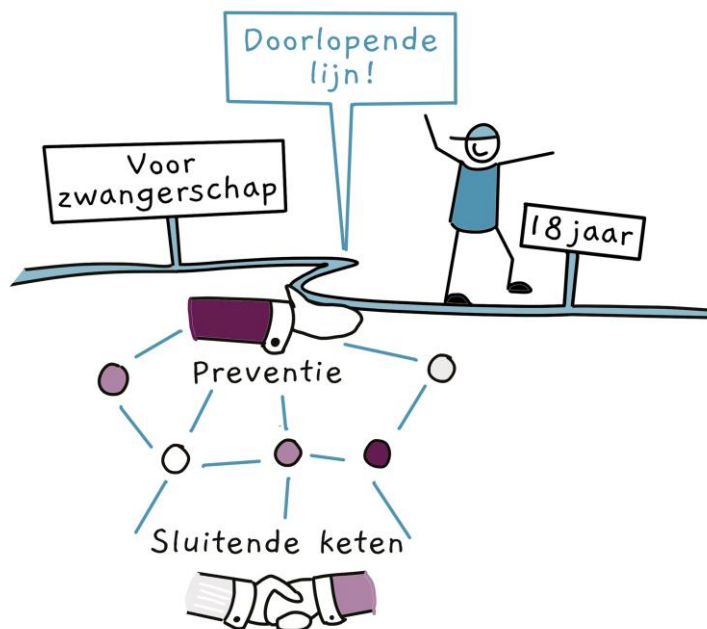 Doorlopende
lijn!
Voor
zwangerschap
18 jaar
Preventie
Sluitende keten